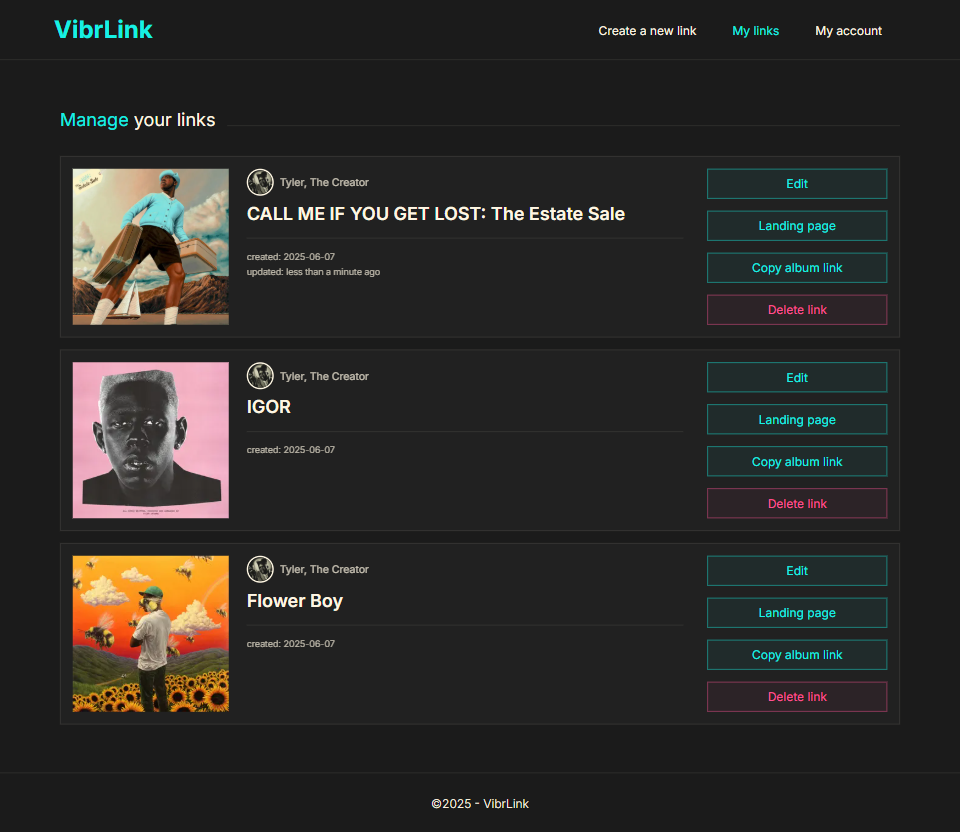 VibrLink
Create a new link
My links
My account
Manage your links
Tyler, The Creator
CALL ME IF YOU GET LOST: The Estate Sale
created: 2025-06-07
updated: less than a minute ago
Edit
Landing page
Copy album link
Delete link
Tyler, The Creator
IGOR
created: 2025-06-07
Edit
Landing page
Copy album link
Delete link
Tyler, The Creator
Flower Boy
created: 2025-06-07
Edit
Landing page
Copy album link
Delete link
©2025 - VibrLink